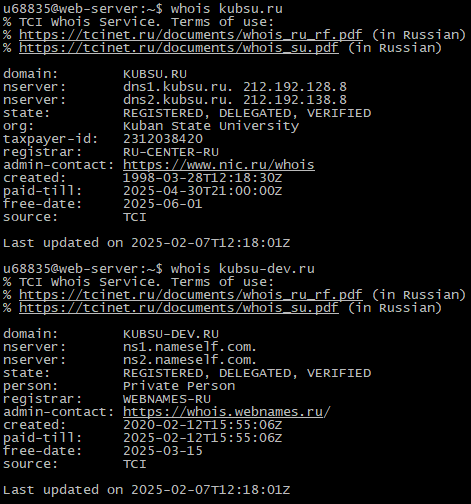 u68835@web-server:~$ whois kubsu.ru
% TCI Whois Service. Terms of use:
% https://tcinet.ru/documents/whois_ru_rf.pdf (in Russian)
% https://tcinet.ru/documents/whois_su.pdf (in Russian)

domain:        KUBSU.RU
nserver:       dns1.kubsu.ru. 212.192.128.8
nserver:       dns2.kubsu.ru. 212.192.138.8
state:         REGISTERED, DELEGATED, VERIFIED
org:           Kuban State University
taxpayer-id:   2312038420
registrar:     RU-CENTER-RU
admin-contact: https://www.nic.ru/whois
created:       1998-03-28T12:18:30Z
paid-till:     2025-04-30T21:00:00Z
free-date:     2025-06-01
source:        TCI

Last updated on 2025-02-07T12:18:01Z

u68835@web-server:~$ whois kubsu-dev.ru
% TCI Whois Service. Terms of use:
% https://tcinet.ru/documents/whois_ru_rf.pdf (in Russian)
% https://tcinet.ru/documents/whois_su.pdf (in Russian)

domain:        KUBSU-DEV.RU
nserver:       ns1.nameself.com.
nserver:       ns2.nameself.com.
state:         REGISTERED, DELEGATED, VERIFIED
person:        Private Person
registrar:     WEBNAMES-RU
admin-contact: https://whois.webnames.ru/
created:       2020-02-12T15:55:06Z
paid-till:     2025-02-12T15:55:06Z
free-date:     2025-03-15
source:        TCI

Last updated on 2025-02-07T12:18:01Z